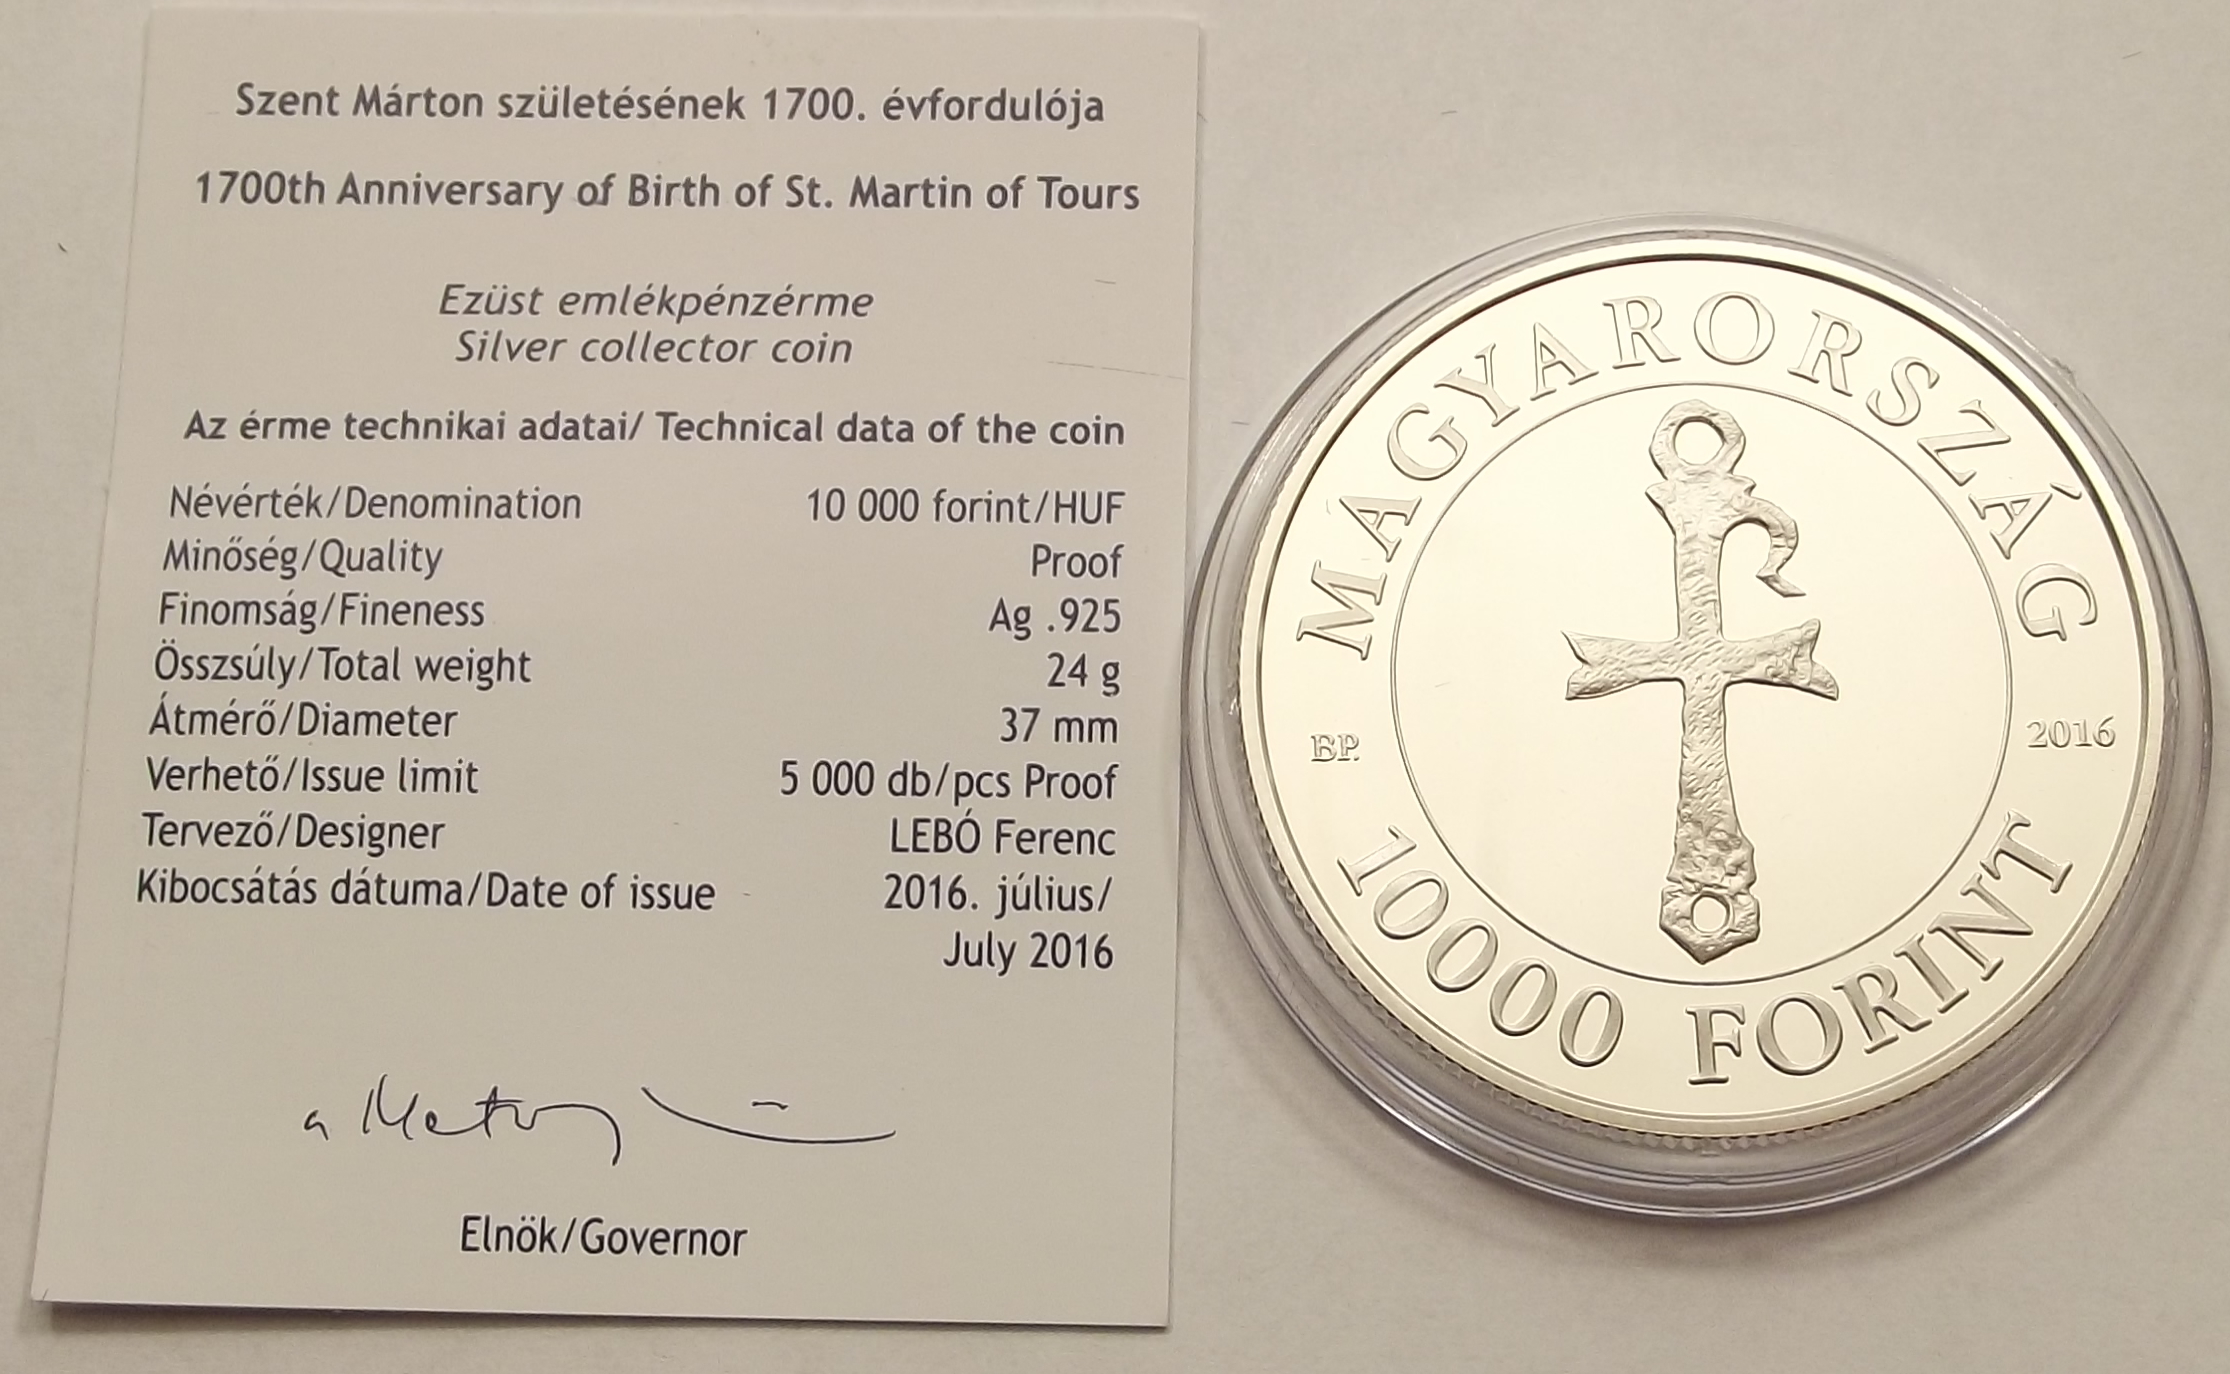 Szent Márton születésének 1700. évfordulója
1700th Anniversary of Birth of St. Martin of Tours
Ezüst emlékpénzérme
Silver collector coin
Az érme technikai adatai/ Technical data of the coin
Névérték/Denomination 10 000 forint/HUF
Minőség/Quality Proof
Finomság/Fineness Ag .925
Összsúly/Total weight 24 g
Átmérő/Diameter 37 mm
Verhető/Issue limit 5 000 db/pcs Proof
Tervező/Designer LEBÓ Ferenc
Kibocsátás dátuma/Date of issue 2016. július/
July 2016
Elnök/Governor
MAGYARORSZÁG
BP.
2016
10000 FORINT